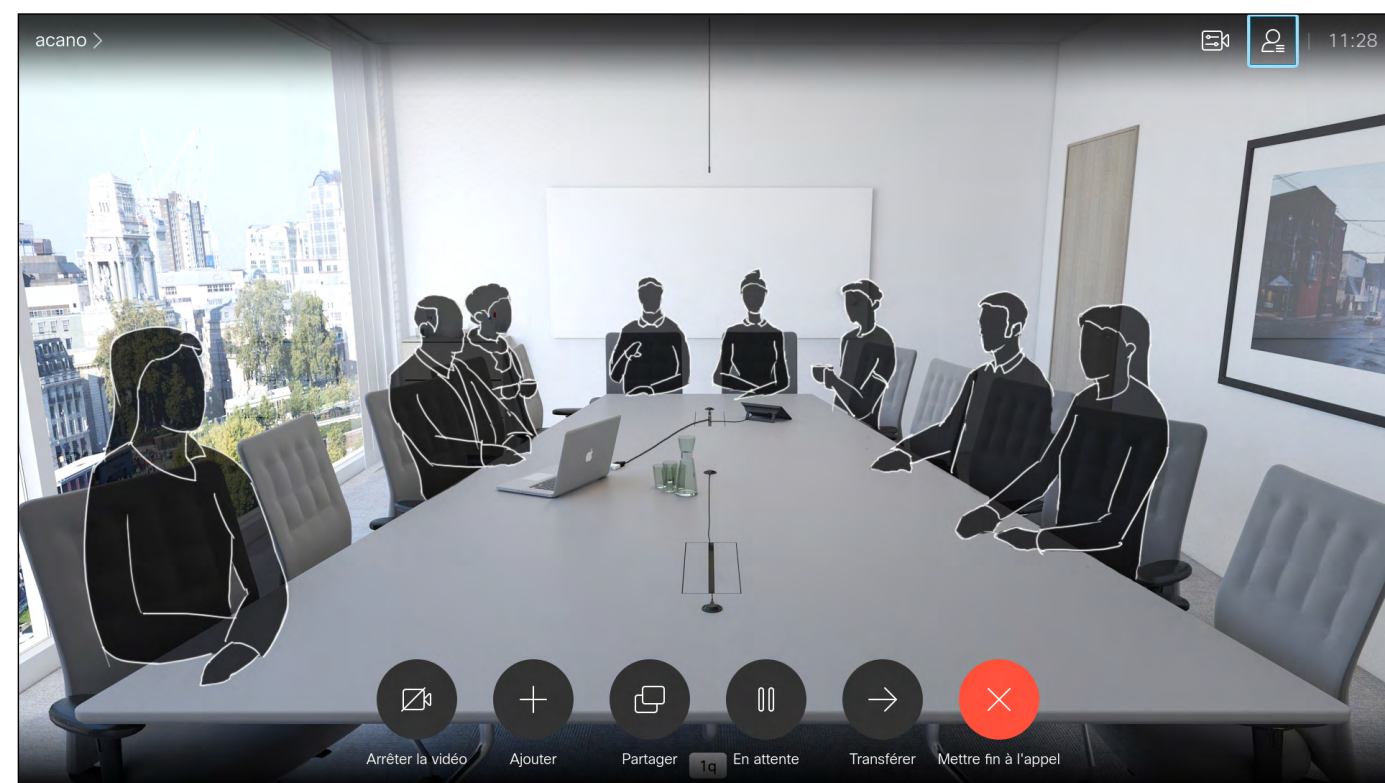 acano
11:28
Arrêter la vidéo
Ajouter
Partager
1q
En attente
Transférer
Mettre fin à l'appel